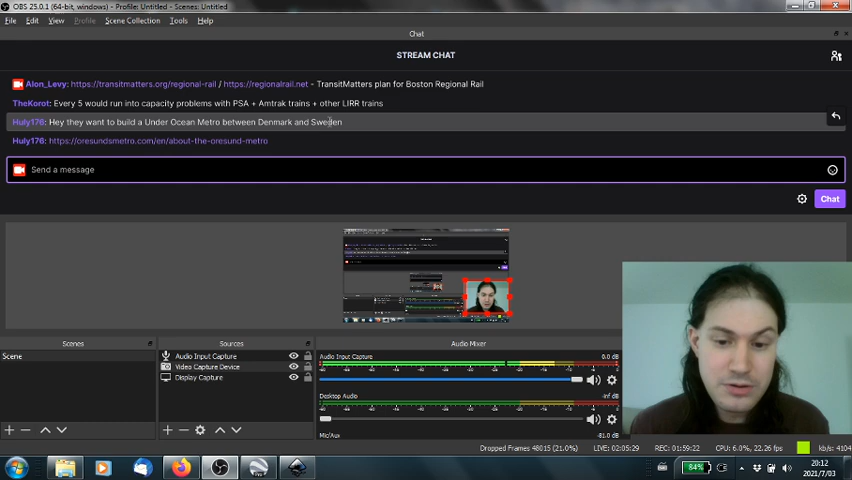 OBS 25.0.1 (64-bit, windows) - Profile: Untitled - Scenes: Untitled
File Edit View Profile Scene Collection Tools Help
Chat
STREAM CHAT
Alon_Levy: https://transitmatters.org/regional-rail / https://regionalrail.net - TransitMatters plan for Boston Regional Rail
TheKorot: Every 5 would run into capacity problems with PSA + Amtrak trains + other LIRR trains
Huly176: Hey they want to build a Under Ocean Metro between Denmark and Sweden
Huly176: https://oresundsmetro.com/en/about-the-oresund-metro
Send a message
Chat
Scenes Sources Audio Mixer
Scene
Audio Input Capture
Video Capture Device
Display Capture
Audio Input Capture 0.0 dB
Desktop Audio -inf dB
Mic/Aux -81.0 dB
Dropped Frames 48015 (21.0%) LIVE: 02:05:29 REC: 01:59:22 CPU: 6.0%, 22.26 fps kb/s: 4104
84% 20:12
2021/7/03